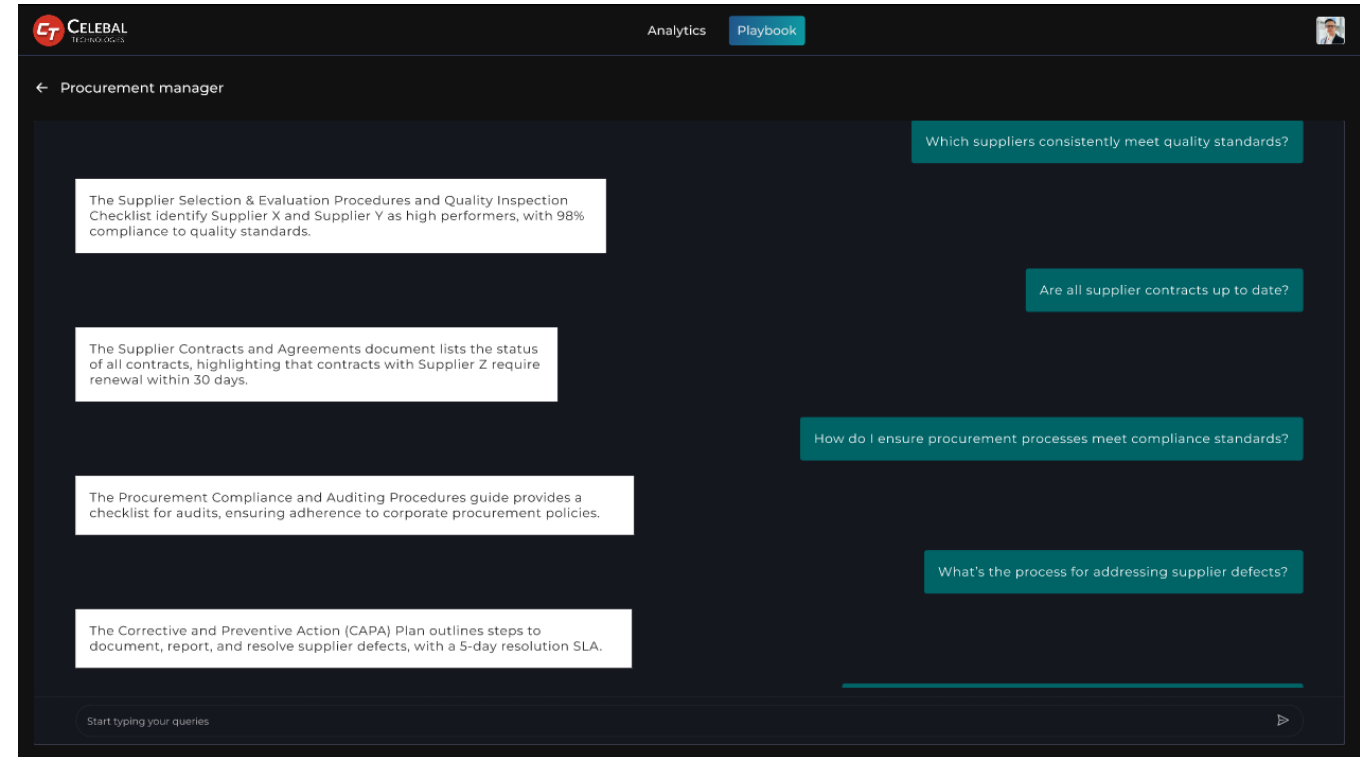 CT CELEBAL
TECHNOLOGIES
Analytics
Playbook
← Procurement manager
Which suppliers consistently meet quality standards?
The Supplier Selection & Evaluation Procedures and Quality Inspection
Checklist identify Supplier X and Supplier Y as high performers, with 98%
compliance to quality standards.
Are all supplier contracts up to date?
The Supplier Contracts and Agreements document lists the status
of all contracts, highlighting that contracts with Supplier Z require
renewal within 30 days.
How do I ensure procurement processes meet compliance standards?
The Procurement Compliance and Auditing Procedures guide provides a
checklist for audits, ensuring adherence to corporate procurement policies.
What's the process for addressing supplier defects?
The Corrective and Preventive Action (CAPA) Plan outlines steps to
document, report, and resolve supplier defects, with a 5-day resolution SLA.
Start typing your queries